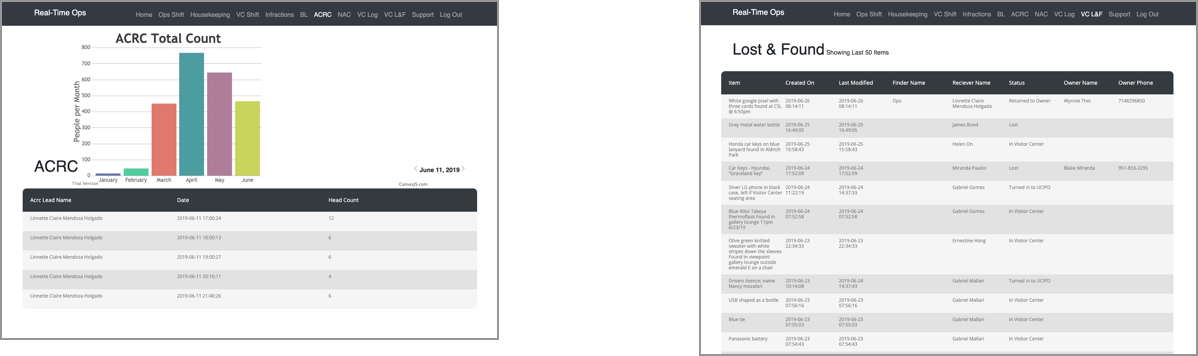 Real-Time Ops
Home Ops Shift Housekeeping VC Shift Infractions BL ACRC NAC VC Log VC L&F Support Log Out
ACRC Total Count
People per Month
800
700
600
500
400
300
200
100
0
January February March April May June
Trial Version
CanvasJS.com
ACRC
‹ June 11, 2019 ›
Acrc Lead Name Date Head Count
Linnette Claire Mendoza Holgado 2019-06-11 17:00:24 12
Linnette Claire Mendoza Holgado 2019-06-11 18:00:13 6
Linnette Claire Mendoza Holgado 2019-06-11 19:00:27 6
Linnette Claire Mendoza Holgado 2019-06-11 20:16:11 4
Linnette Claire Mendoza Holgado 2019-06-11 21:40:26 6
Real-Time Ops
Home Ops Shift Housekeeping VC Shift Infractions BL ACRC NAC VC Log VC L&F Support Log Out
Lost & Found Showing Last 50 Items
Item Created On Last Modified Finder Name Reciever Name Status Owner Name Owner Phone
White google pixel with 2019-06-26 2019-06-26 Ops Linnette Claire Returned to Owner Wynnie Thai 7148296850
three cards found at CSL 08:14:11 08:14:11 Mendoza Holgado
@ 6:50pm
Grey metal water bottle 2019-06-25 2019-06-25 James Bond Lost
16:49:05 16:49:05
Honda car keys on blue 2019-06-25 2019-06-25 Helen On In Visitor Center
lanyard found in Aldrich 15:58:43 15:58:43
Park
Car Keys - Hyundai, 2019-06-24 2019-06-24 Miranda Paulos Lost Blake Miranda 951-833-2295
"Graceland key" 17:52:09 17:52:09
Silver LG phone in black 2019-06-24 2019-06-24 Gabriel Gomez Turned in to UCIPD
case, left if Visitor Center 11:22:19 14:37:33
seating area
Blue 40oz Takeya 2019-06-24 2019-06-24 Gabriel Gomez In Visitor Center
thermoflask Found in 07:52:58 07:52:58
gallery lounge 11pm
6/23/19
Olive green knitted 2019-06-23 2019-06-23 Ernestine Hong In Visitor Center
sweater with white 22:34:33 22:34:33
stripes down the sleeves
Found in viewpoint
gallery lounge outside
emerald E on a chair
Drivers lisence; name 2019-06-23 2019-06-24 Gabriel Mallari Turned in to UCIPD
Nancy mozafari 10:14:08 14:37:43
USB shaped as a bottle 2019-06-23 2019-06-23 Gabriel Mallari In Visitor Center
07:56:16 07:56:16
Blue tie 2019-06-23 2019-06-23 Gabriel Mallari In Visitor Center
07:55:03 07:55:03
Panasonic battery 2019-06-23 2019-06-23 Gabriel Mallari In Visitor Center
07:54:43 07:54:43